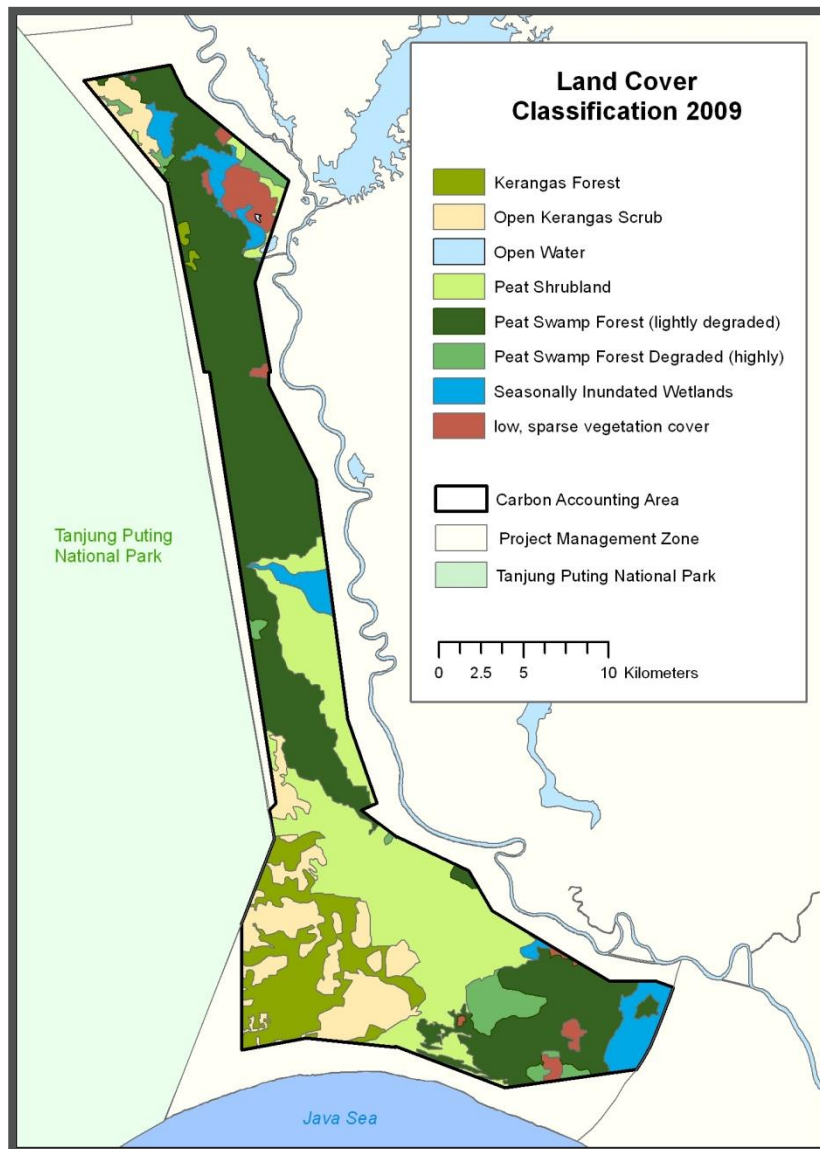 Land Cover
Classification 2009
Kerangas Forest
Open Kerangas Scrub
Open Water
Peat Shrubland
Peat Swamp Forest (lightly degraded)
Peat Swamp Forest Degraded (highly)
Seasonally Inundated Wetlands
low, sparse vegetation cover
Carbon Accounting Area
Project Management Zone
Tanjung Puting National Park
0 2.5 5 10 Kilometers
Tanjung Puting
National Park
Java Sea